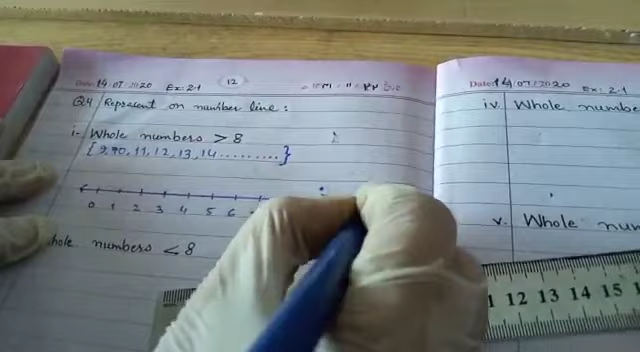 Date: 14 07 2020 Ex: 2.1 12
Q4 Represent on number line:
i- Whole numbers > 8
{9,10,11,12,13,14..........}
0 1 2 3 4 5 6
hole numbers < 8
Date: 14/07/2020 Ex: 2.1
iv. Whole numbe
v. Whole num
1 12 13 14 15 1